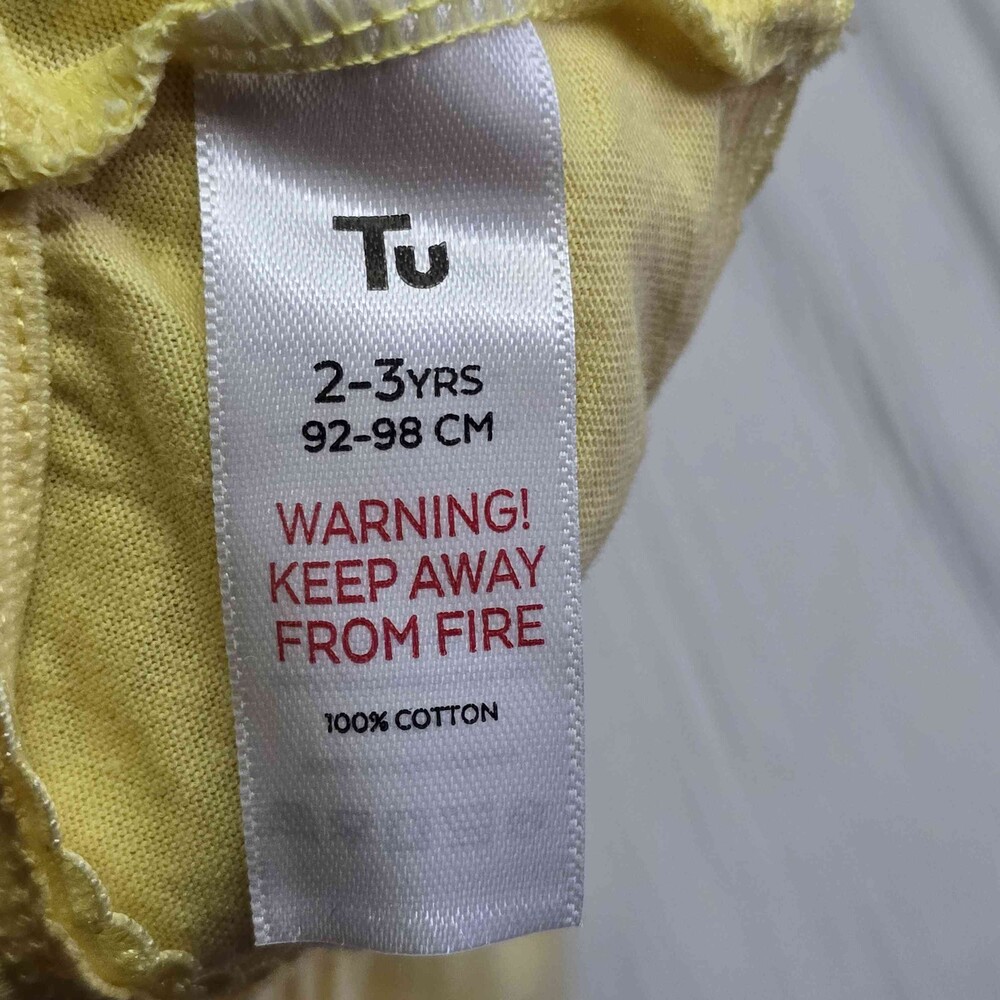 Tu
2-3YRS
92-98 CM
WARNING!
KEEP AWAY
FROM FIRE
100% COTTON